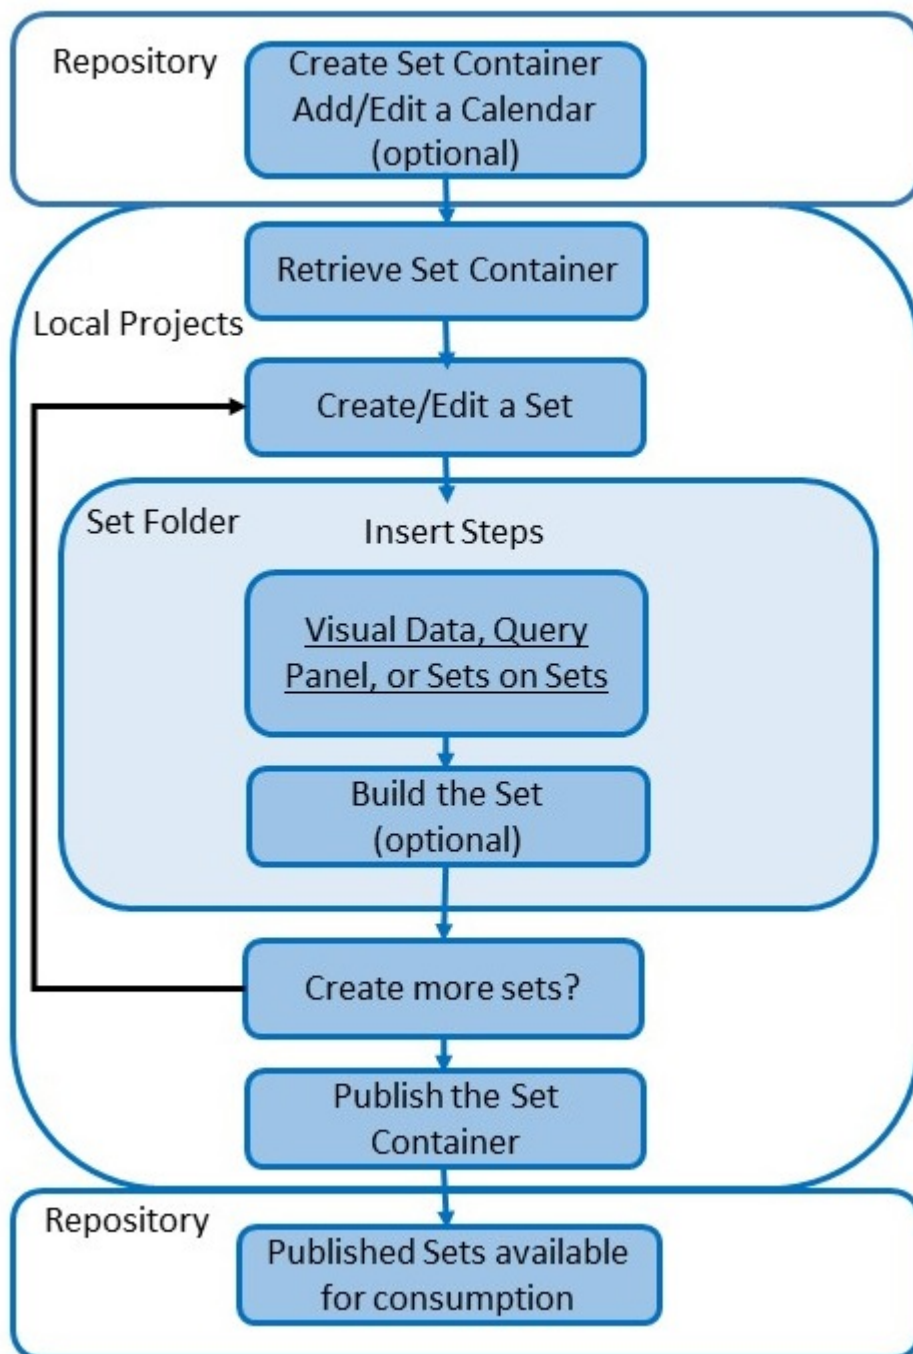 Repository
Create Set Container
Add/Edit a Calendar
(optional)
Retrieve Set Container
Local Projects
Create/Edit a Set
Set Folder
Insert Steps
Visual Data, Query
Panel, or Sets on Sets
Build the Set
(optional)
Create more sets?
Publish the Set
Container
Repository
Published Sets available
for consumption